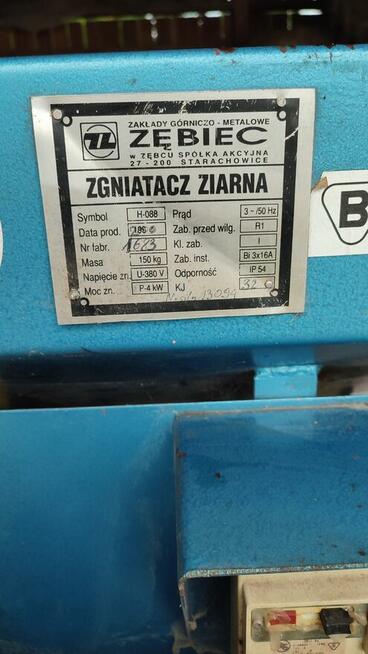 ZAKŁADY GÓRNICZO - METALOWE
ZĘBIEC
w ZĘBCU SPÓŁKA AKCYJNA
27 - 200 STARACHOWICE
ZGNIATACZ ZIARNA
Symbol H-088 Prąd 3~/50 Hz
Data prod. Zab. przed wilg. R1
Nr fabr. 1623 Kl. zab. I
Masa 150 kg Zab. inst. Bi 3x16A
Napięcie zn. U-380 V Odporność IP 54
Moc zn. P-4 kW KJ
B